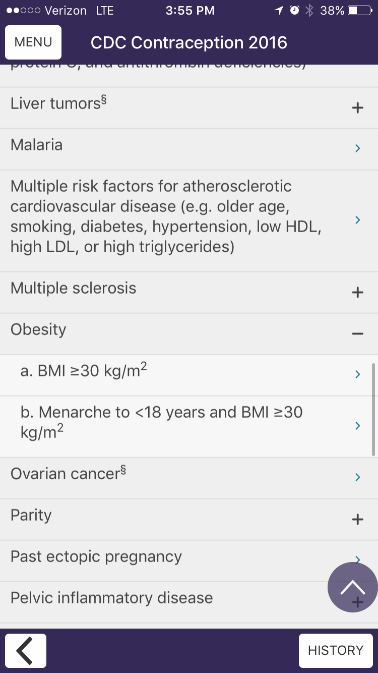 Verizon LTE 3:55 PM 38%
MENU CDC Contraception 2016
protein C, and antithrombin deficiencies)
Liver tumors§ +
Malaria
Multiple risk factors for atherosclerotic
cardiovascular disease (e.g. older age,
smoking, diabetes, hypertension, low HDL,
high LDL, or high triglycerides)
Multiple sclerosis +
Obesity −
a. BMI ≥30 kg/m²
b. Menarche to <18 years and BMI ≥30
kg/m²
Ovarian cancer§
Parity +
Past ectopic pregnancy
Pelvic inflammatory disease +
HISTORY